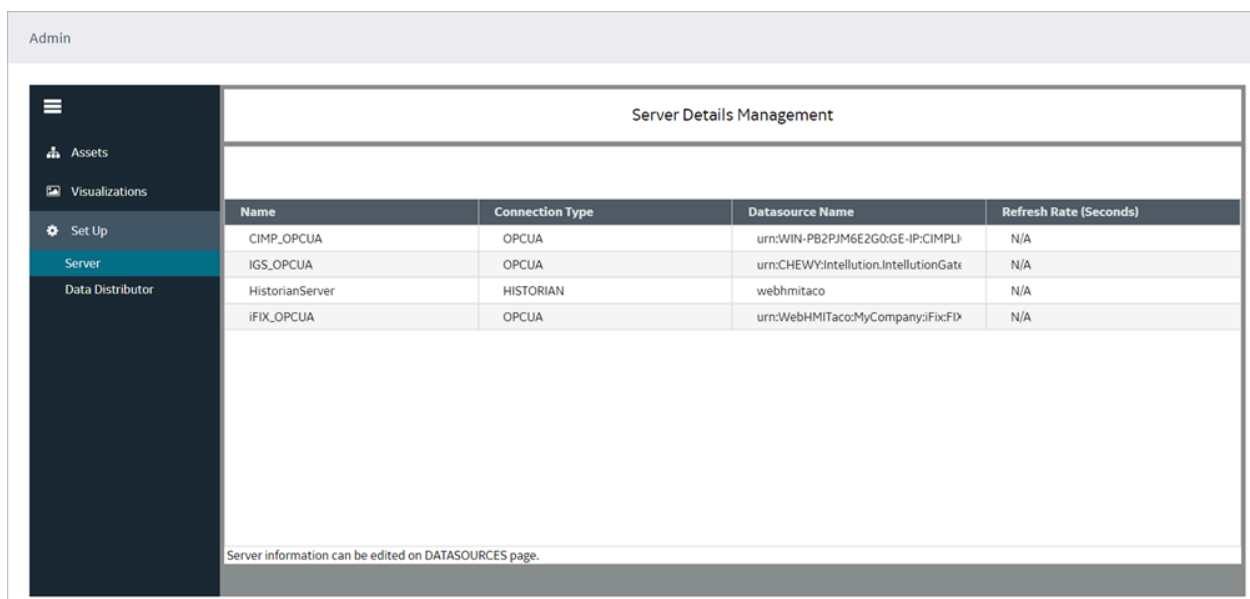 Admin
Server Details Management
Assets
Visualizations
Set Up
Server
Data Distributor
Name Connection Type Datasource Name Refresh Rate (Seconds)
CIMP_OPCUA OPCUA urn:WIN-PB2PJM6E2G0:GE-IP:CIMPLI N/A
IGS_OPCUA OPCUA urn:CHEWY:Intellution.IntellutionGate N/A
HistorianServer HISTORIAN webhmitaco N/A
iFIX_OPCUA OPCUA urn:WebHMITaco:MyCompany:iFix:FIX N/A
Server information can be edited on DATASOURCES page.